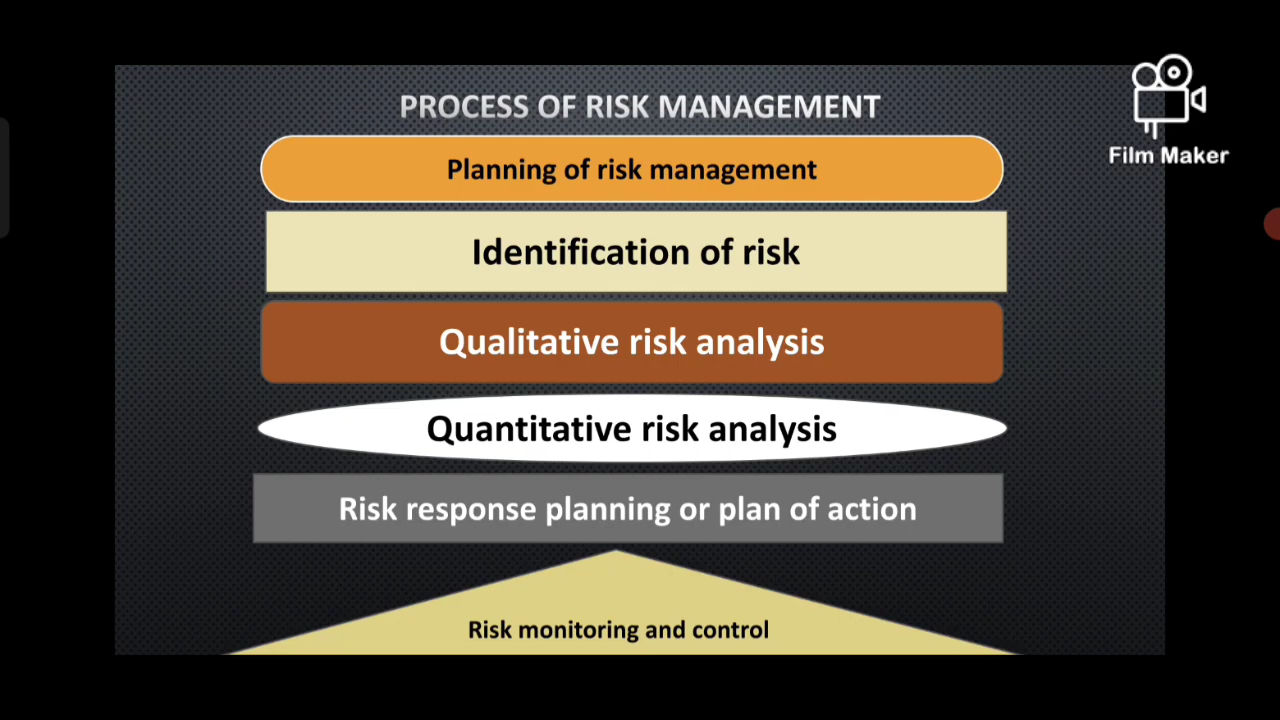 PROCESS OF RISK MANAGEMENT
Film Maker
Planning of risk management
Identification of risk
Qualitative risk analysis
Quantitative risk analysis
Risk response planning or plan of action
Risk monitoring and control